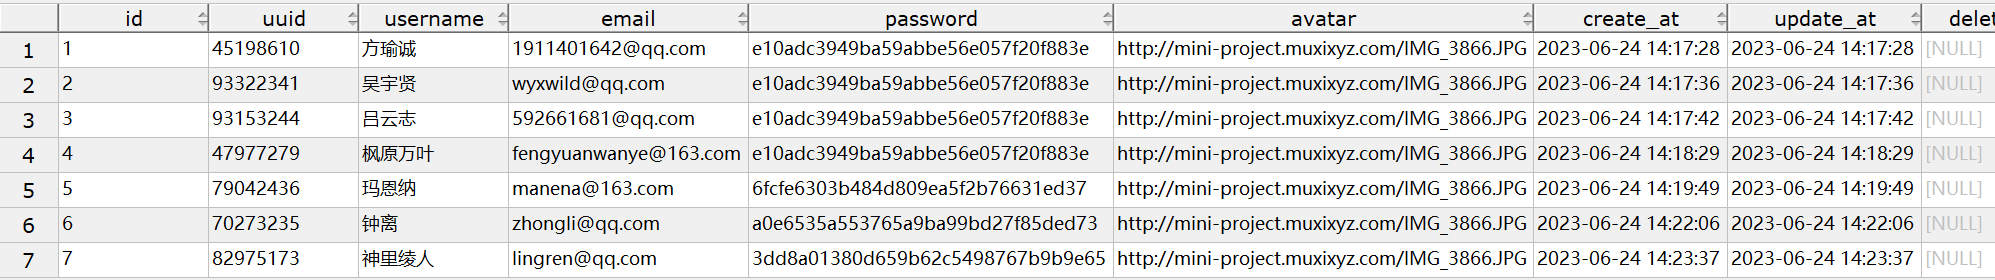 id uuid username email password avatar create_at update_at delet
1 1 45198610 方瑜诚 1911401642@qq.com e10adc3949ba59abbe56e057f20f883e http://mini-project.muxixyz.com/IMG_3866.JPG 2023-06-24 14:17:28 2023-06-24 14:17:28 [NULL]
2 2 93322341 吴宇贤 wyxwild@qq.com e10adc3949ba59abbe56e057f20f883e http://mini-project.muxixyz.com/IMG_3866.JPG 2023-06-24 14:17:36 2023-06-24 14:17:36 [NULL]
3 3 93153244 吕云志 592661681@qq.com e10adc3949ba59abbe56e057f20f883e http://mini-project.muxixyz.com/IMG_3866.JPG 2023-06-24 14:17:42 2023-06-24 14:17:42 [NULL]
4 4 47977279 枫原万叶 fengyuanwanye@163.com e10adc3949ba59abbe56e057f20f883e http://mini-project.muxixyz.com/IMG_3866.JPG 2023-06-24 14:18:29 2023-06-24 14:18:29 [NULL]
5 5 79042436 玛恩纳 manena@163.com 6fcfe6303b484d809ea5f2b76631ed37 http://mini-project.muxixyz.com/IMG_3866.JPG 2023-06-24 14:19:49 2023-06-24 14:19:49 [NULL]
6 6 70273235 钟离 zhongli@qq.com a0e6535a553765a9ba99bd27f85ded73 http://mini-project.muxixyz.com/IMG_3866.JPG 2023-06-24 14:22:06 2023-06-24 14:22:06 [NULL]
7 7 82975173 神里绫人 lingren@qq.com 3dd8a01380d659b62c5498767b9b9e65 http://mini-project.muxixyz.com/IMG_3866.JPG 2023-06-24 14:23:37 2023-06-24 14:23:37 [NULL]